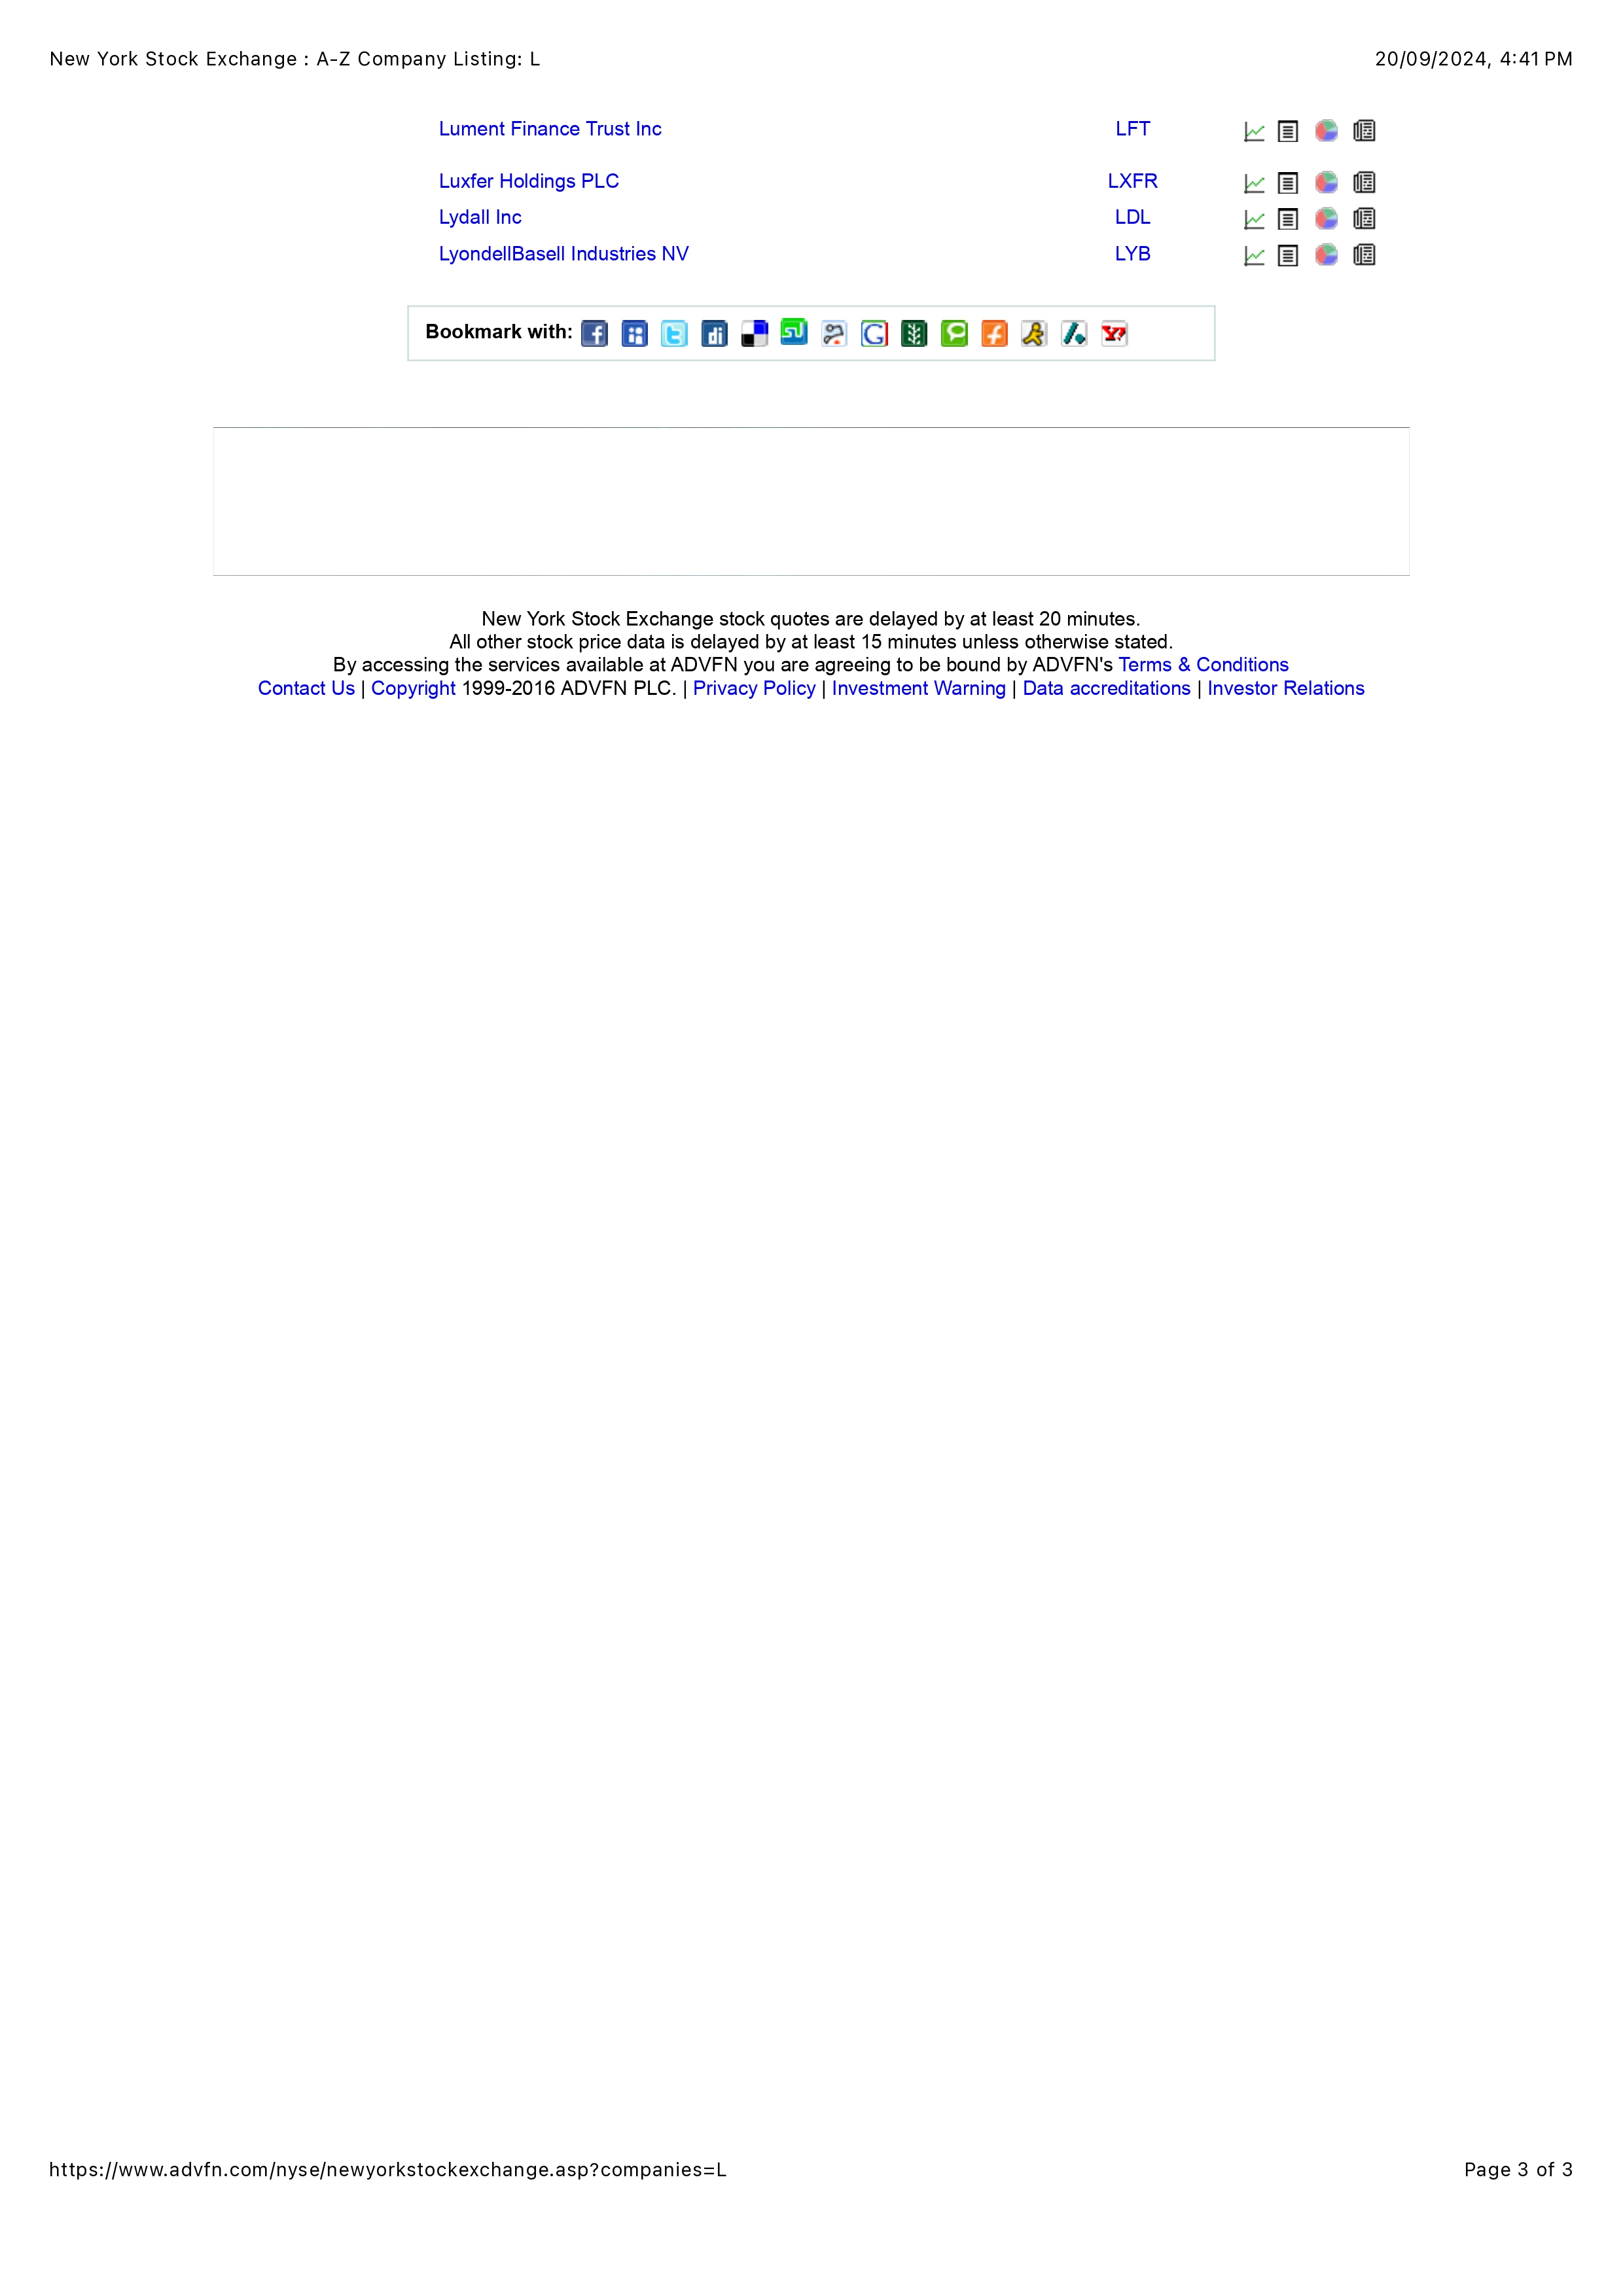 New York Stock Exchange : A-Z Company Listing: L 20/09/2024, 4:41 PM
Lument Finance Trust Inc LFT
Luxfer Holdings PLC LXFR
Lydall Inc LDL
LyondellBasell Industries NV LYB
Bookmark with:
New York Stock Exchange stock quotes are delayed by at least 20 minutes.
All other stock price data is delayed by at least 15 minutes unless otherwise stated.
By accessing the services available at ADVFN you are agreeing to be bound by ADVFN's Terms & Conditions
Contact Us | Copyright 1999-2016 ADVFN PLC. | Privacy Policy | Investment Warning | Data accreditations | Investor Relations
https://www.advfn.com/nyse/newyorkstockexchange.asp?companies=L Page 3 of 3